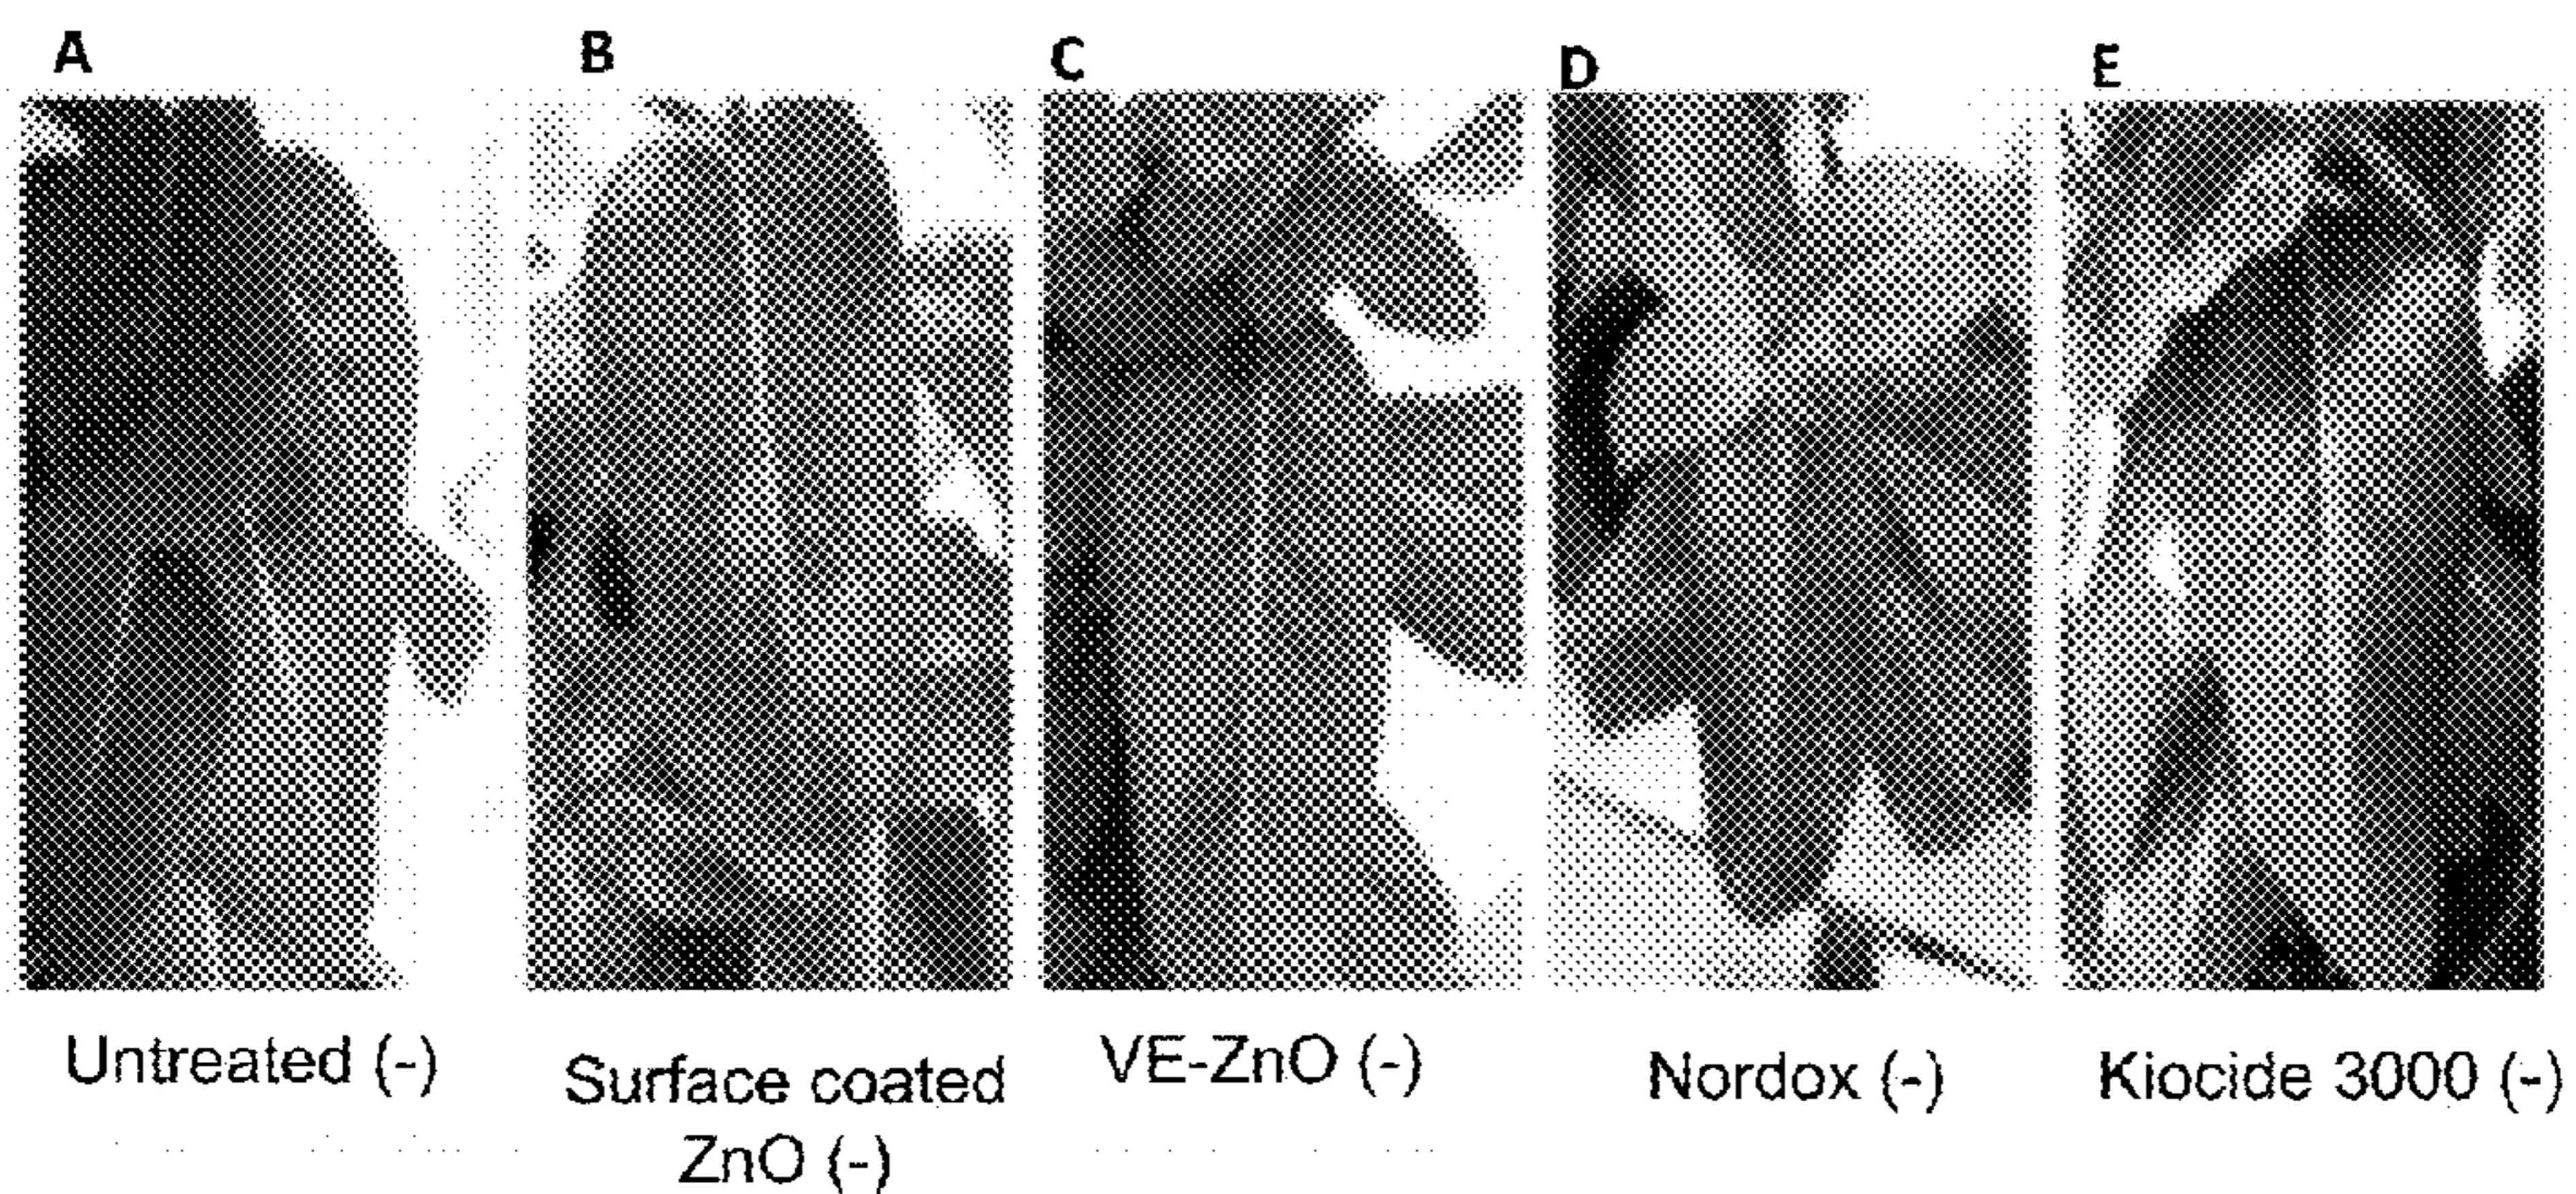 A B C D E
Untreated (-)
Surface coated
ZnO (-)
VE-ZnO (-)
Nordox (-)
Kiocide 3000 (-)